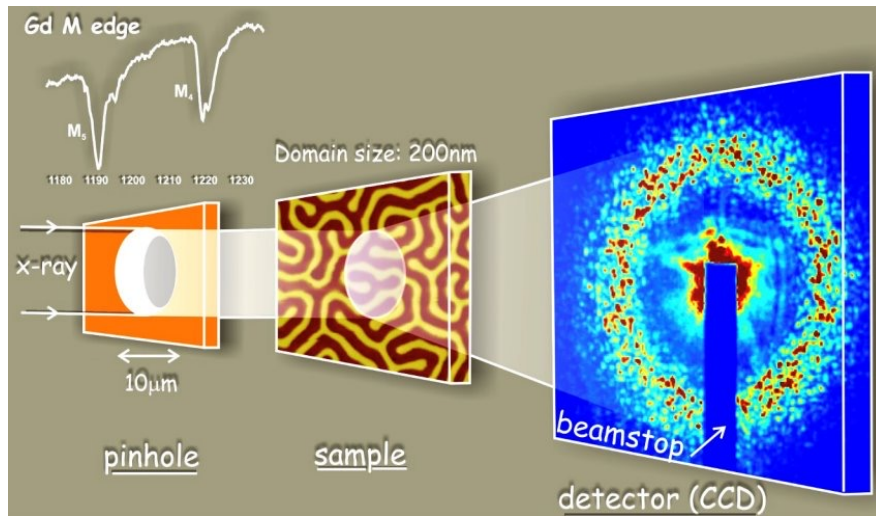 Gd M edge
M₅
M₄
1180 1190 1200 1210 1220 1230
Domain size: 200nm
x-ray
10μm
pinhole
sample
beamstop
detector (CCD)